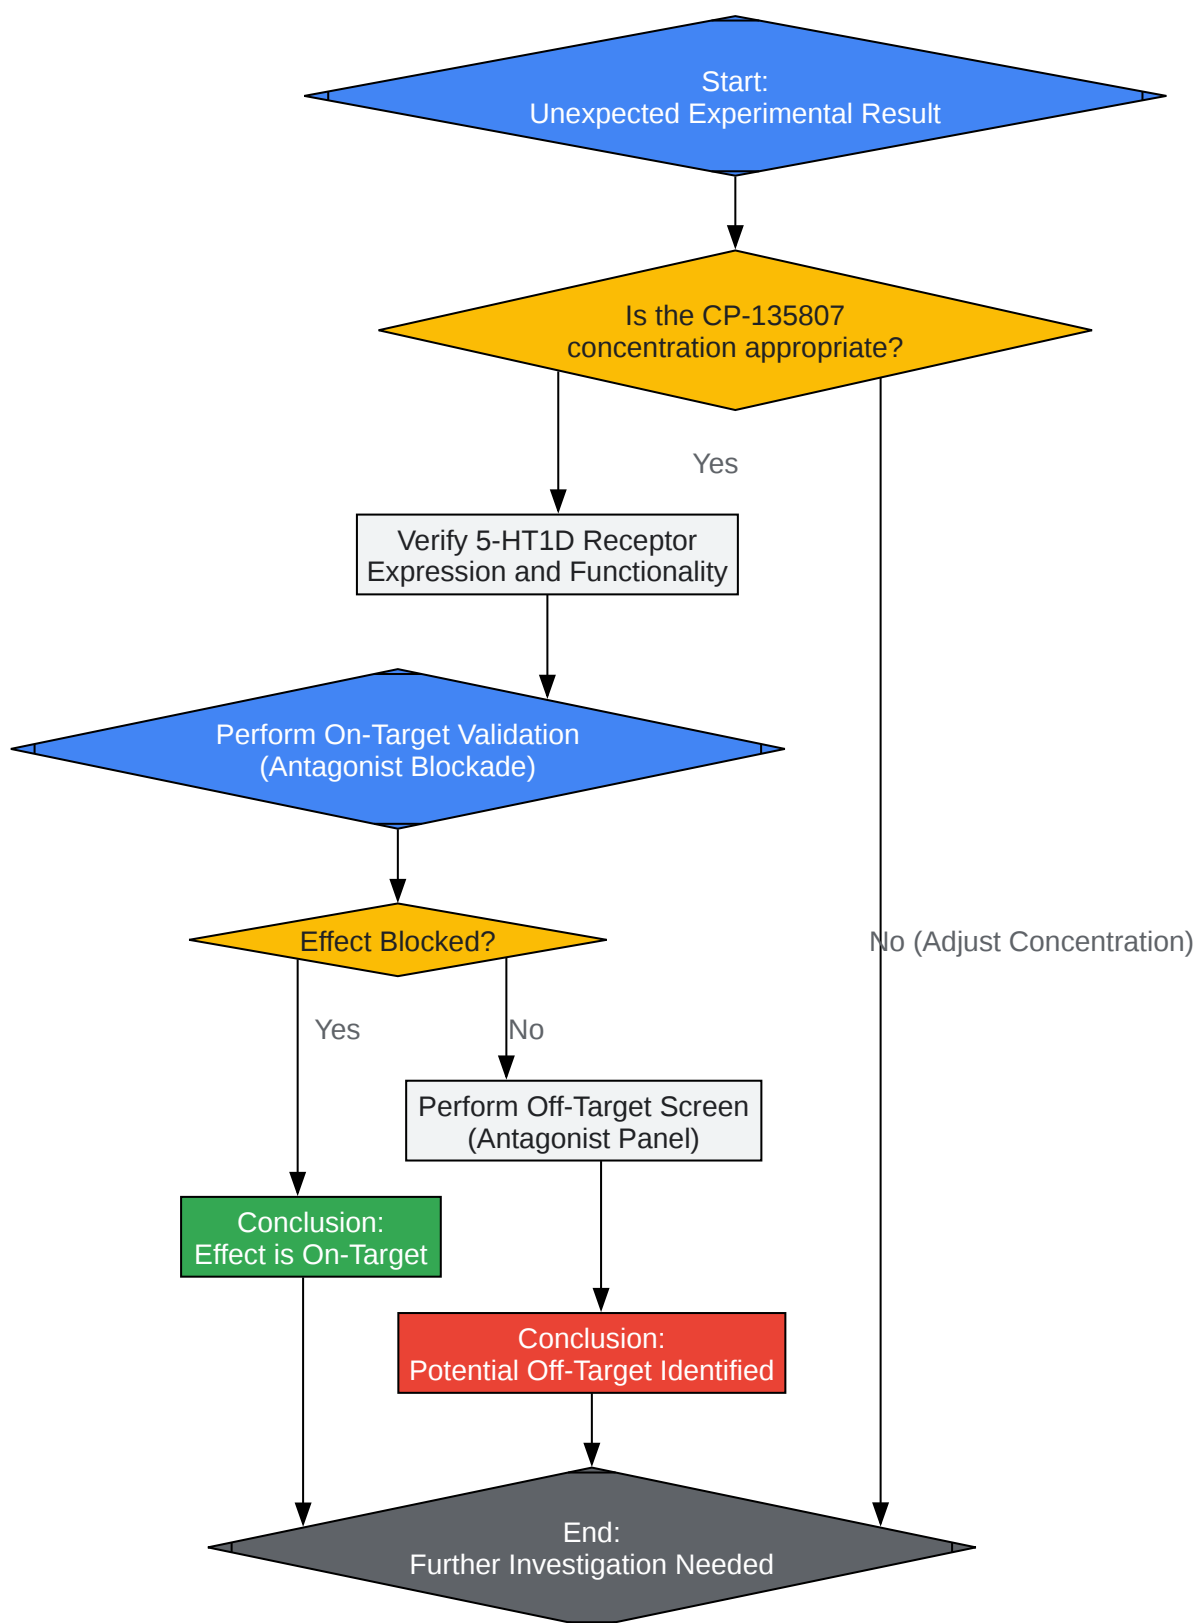 Start:
Unexpected Experimental Result
Is the CP-135807
concentration appropriate?
Yes
Verify 5-HT1D Receptor
Expression and Functionality
Perform On-Target Validation
(Antagonist Blockade)
Effect Blocked?
No (Adjust Concentration)
Yes
No
Perform Off-Target Screen
(Antagonist Panel)
Conclusion:
Effect is On-Target
Conclusion:
Potential Off-Target Identified
End:
Further Investigation Needed